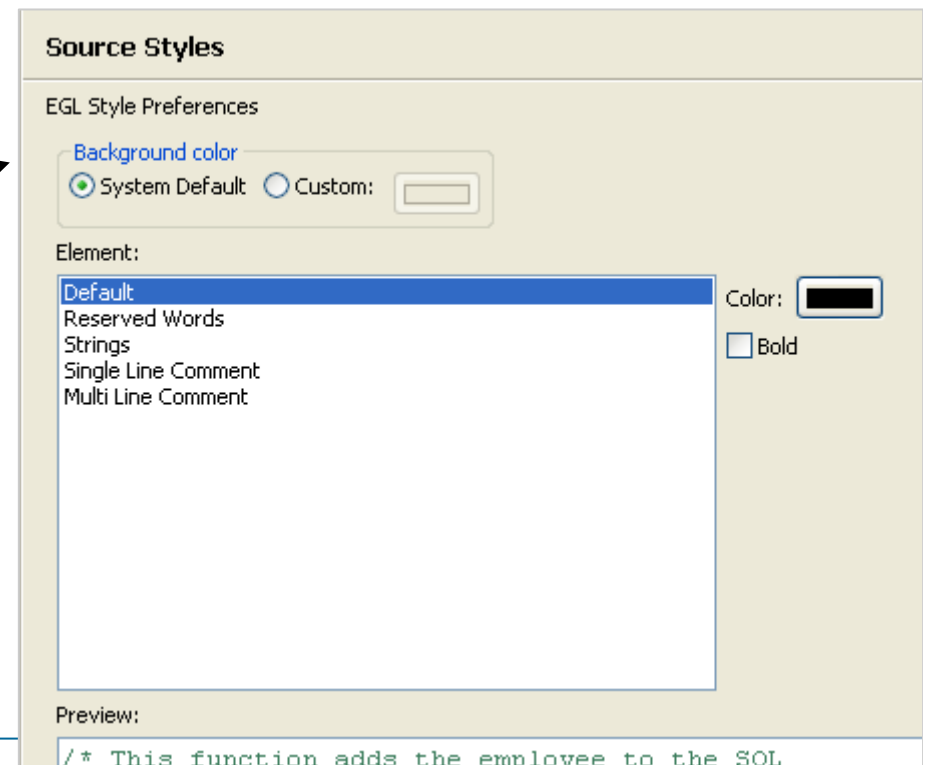 Source Styles
EGL Style Preferences
Background color
System Default Custom:
Element:
Default
Color:
Reserved Words
Strings
Bold
Single Line Comment
Multi Line Comment
Preview:
/* This function adds the employee to the SQL